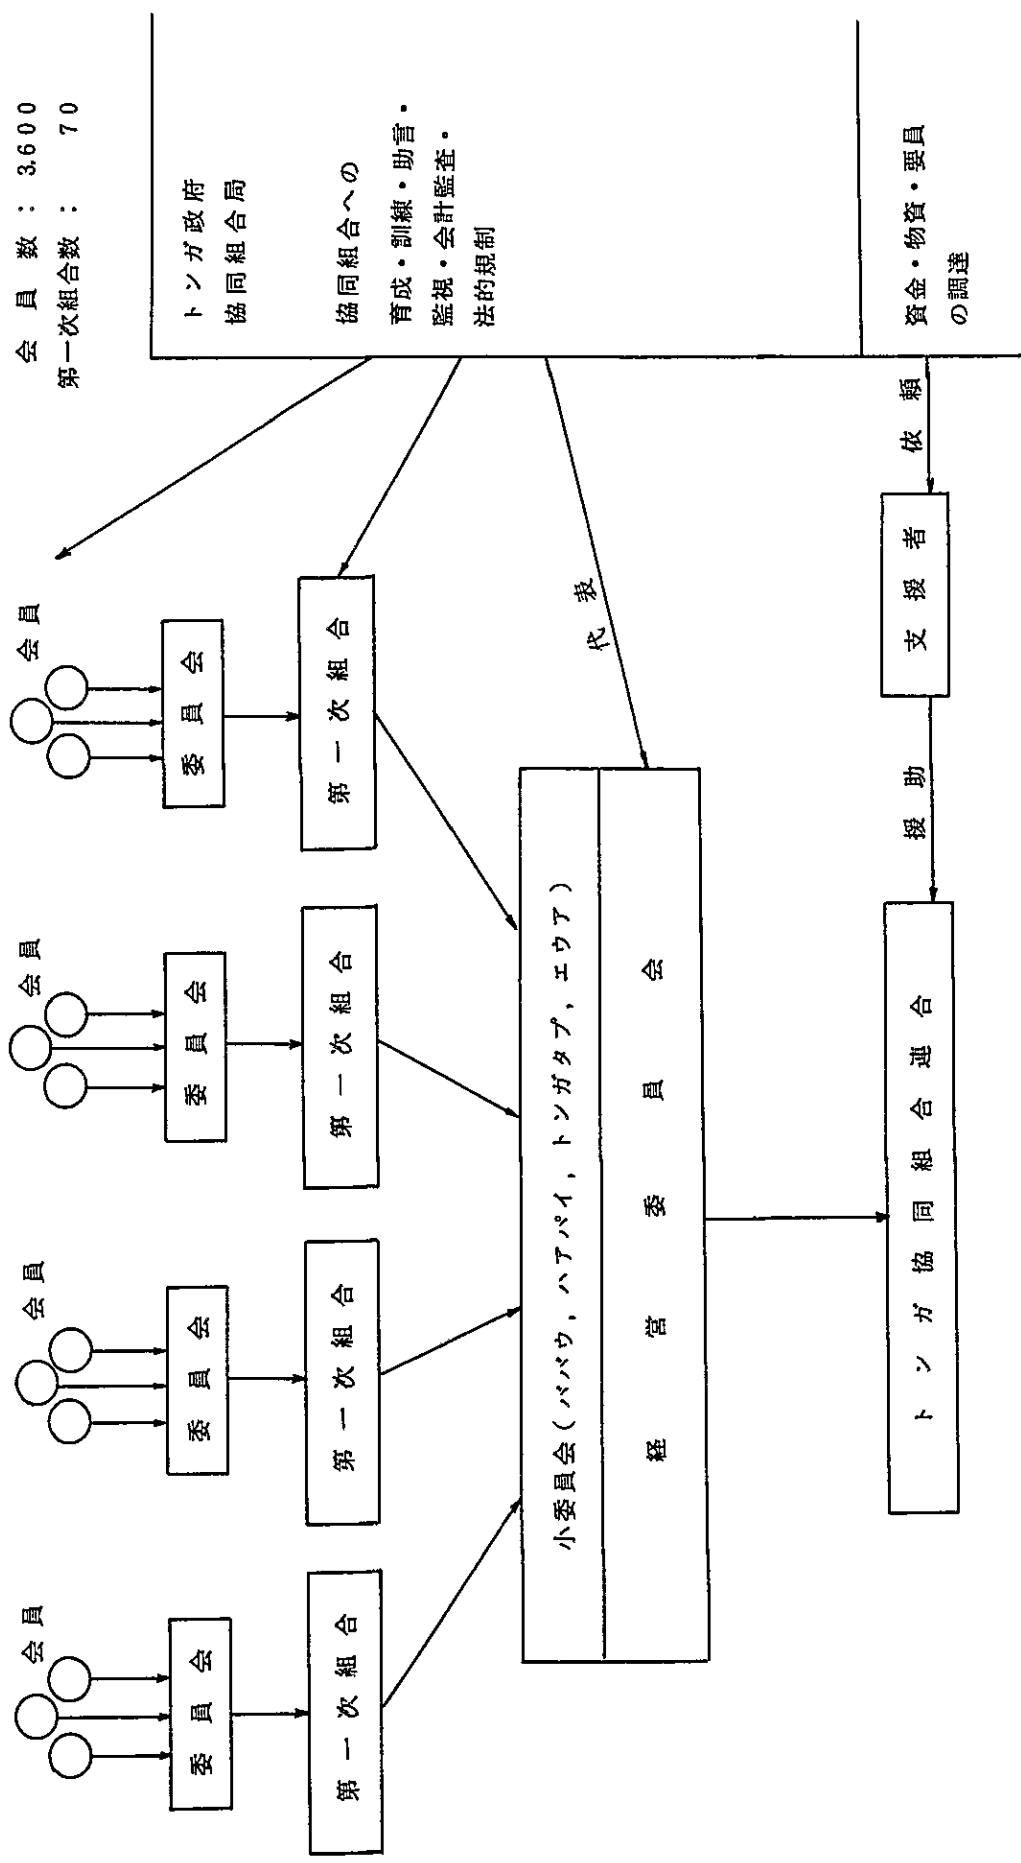 会員数：3.600
第一次組合数：70
会員
会員
会員
会員
委員会
委員会
委員会
委員会
第一次組合
第一次組合
第一次組合
第一次組合
トンガ政府
協同組合局
協同組合への
育成・訓練・助言・
監視・会計監査・
法的規制
代表
小委員会（ババウ，ハアパイ，トンガタプ，エウア）
経営委員会
トンガ協同組合連合
援助
支援者
依頼
資金・物資・要員
の調達